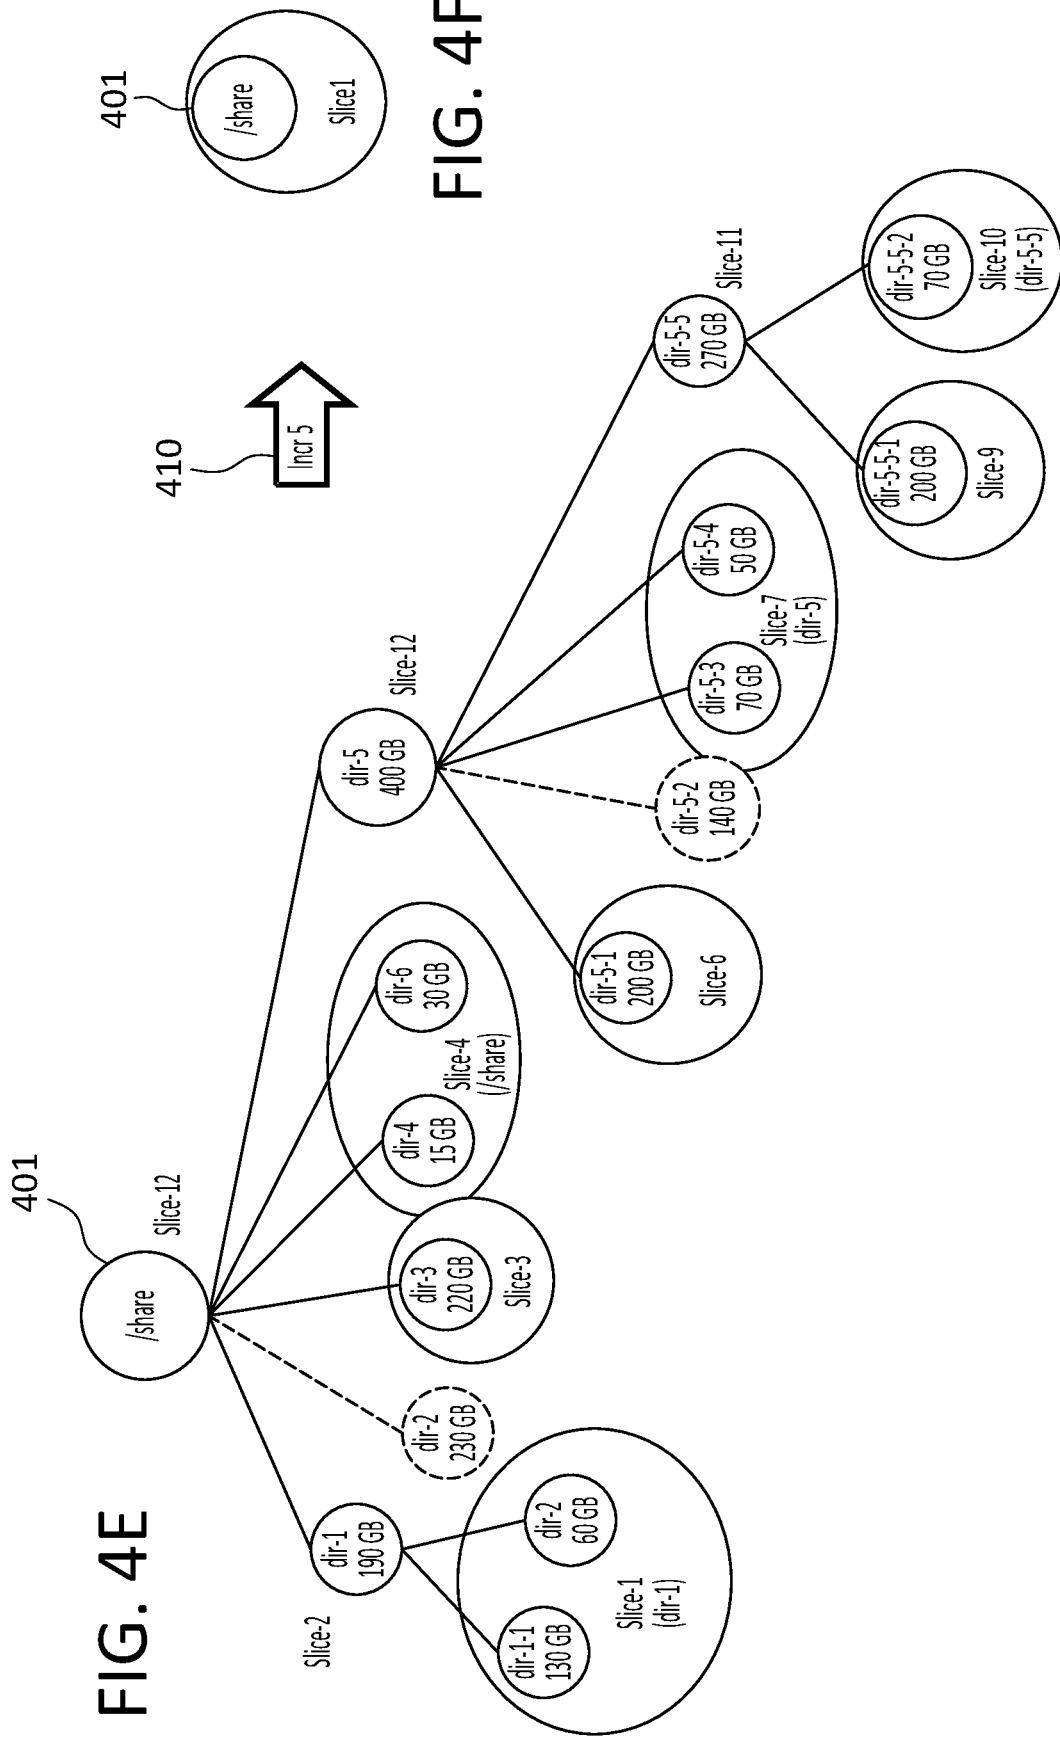 FIG. 4E
401
/share
Slice-12
Slice-2
dir-1
190 GB
dir-1-1
130 GB
dir-2
60 GB
Slice-1
(dir-1)
dir-2
230 GB
dir-3
220 GB
Slice-3
dir-4
15 GB
dir-6
30 GB
Slice-4
(/share)
dir-5
400 GB
Slice-12
dir-5-1
200 GB
Slice-6
dir-5-2
140 GB
dir-5-3
70 GB
dir-5-4
50 GB
Slice-7
(dir-5)
dir-5-5
270 GB
Slice-11
dir-5-5-1
200 GB
Slice-9
dir-5-5-2
70 GB
Slice-10
(dir-5-5)
410
Incr 5
401
/share
Slice1
FIG. 4F